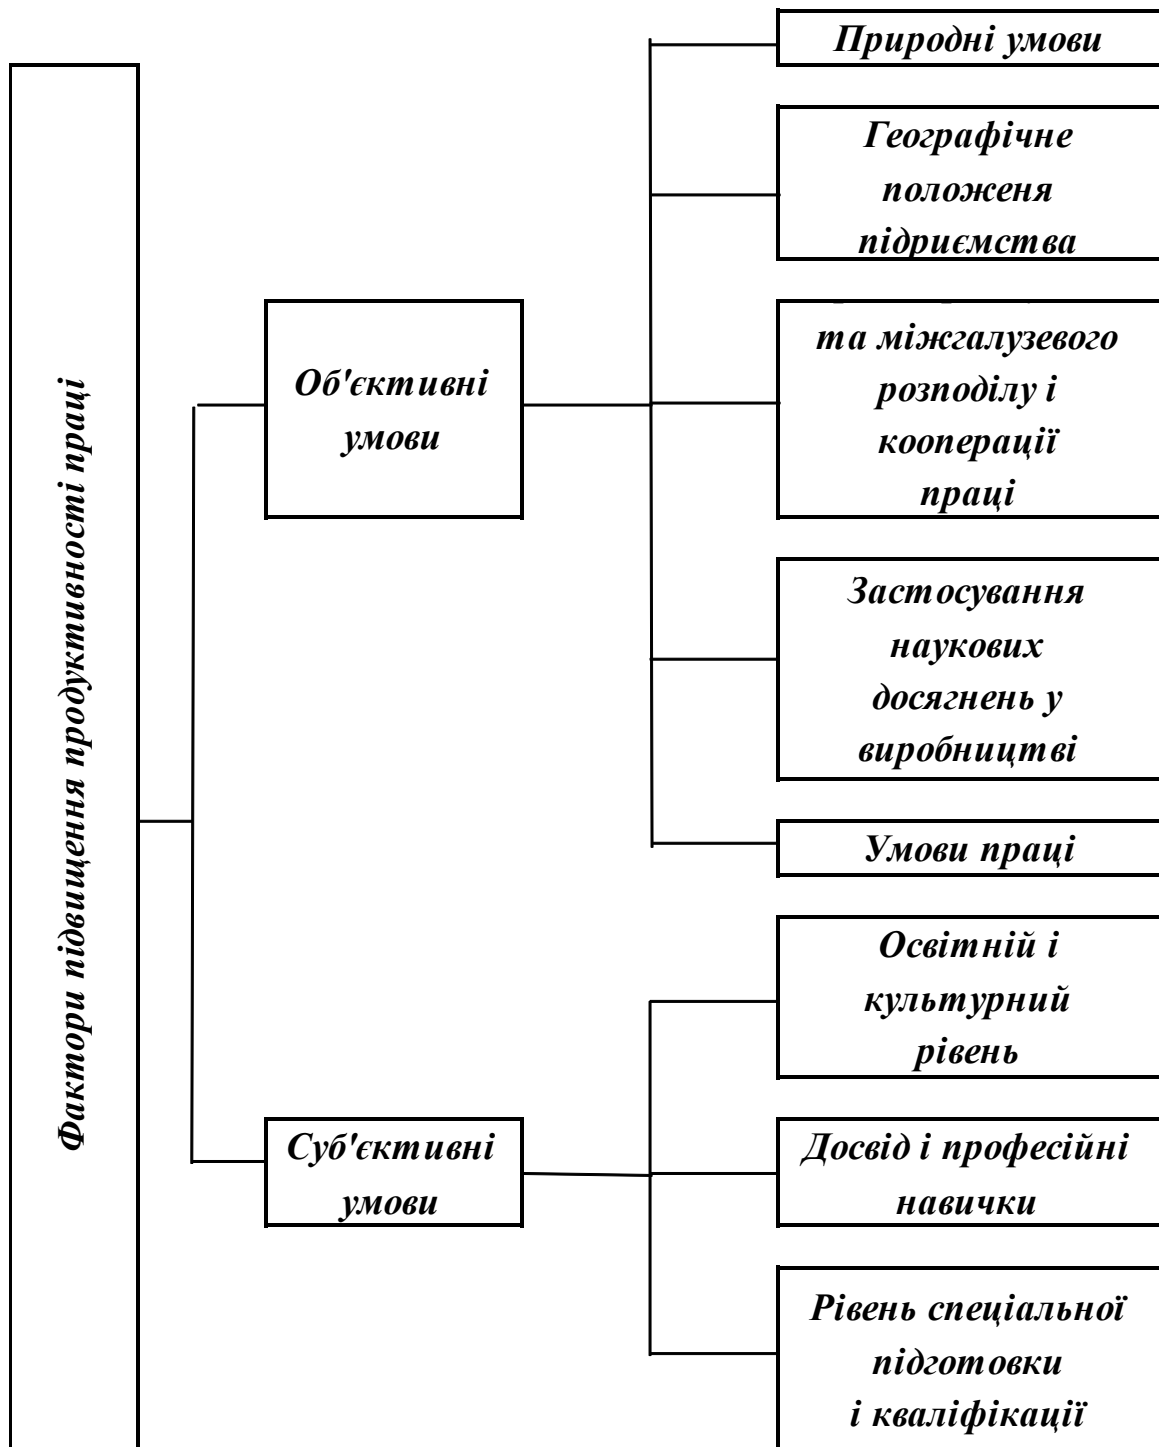 Фактори підвищення продуктивності праці
Об'єктивні
умови
Природні умови
Географічне
положеня
підриємства
та міжгалузевого
розподілу і
кооперації
праці
Застосування
наукових
досягнень у
виробництві
Умови праці
Суб'єктивні
умови
Освітній і
культурний
рівень
Досвід і професійні
навички
Рівень спеціальної
підготовки
і кваліфікації